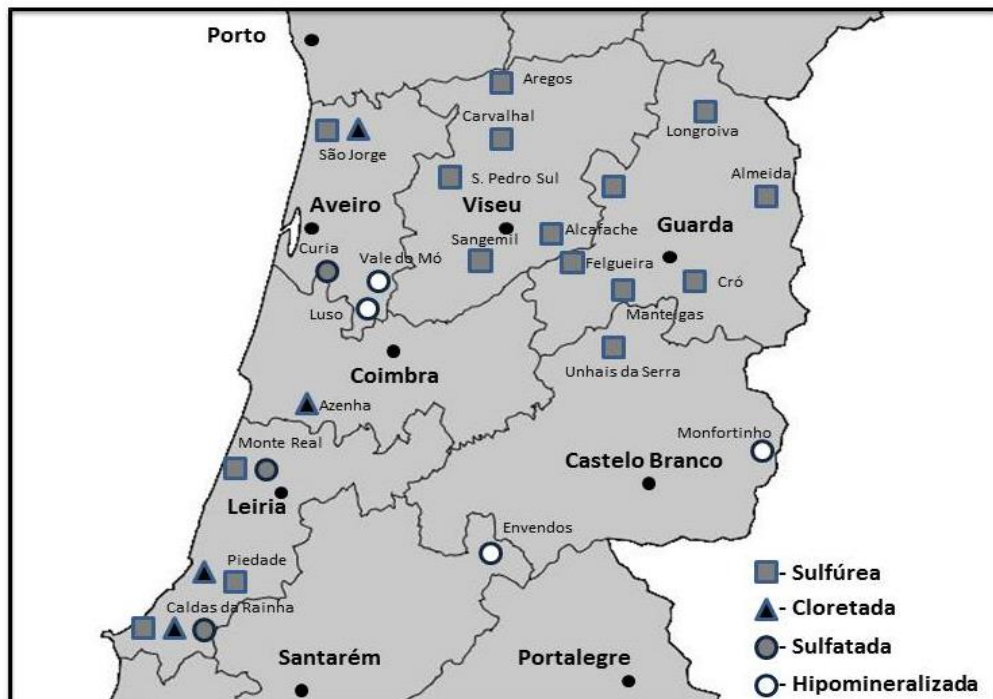 Porto
Aregos
Carvalhal
Longroiva
São Jorge
Almeida
S. Pedro Sul
Aveiro
Viseu
Guarda
Alcafache
Sangemil
Curia
Vale do Mó
Felgueira
Cró
Luso
Manteigas
Coimbra
Unhais da Serra
Azenha
Monte Real
Monfortinho
Castelo Branco
Leiria
Envendos
Piedade
- Sulfúrea
Caldas da Rainha
- Cloretada
- Sulfatada
Santarém
Portalegre
- Hipomineralizada